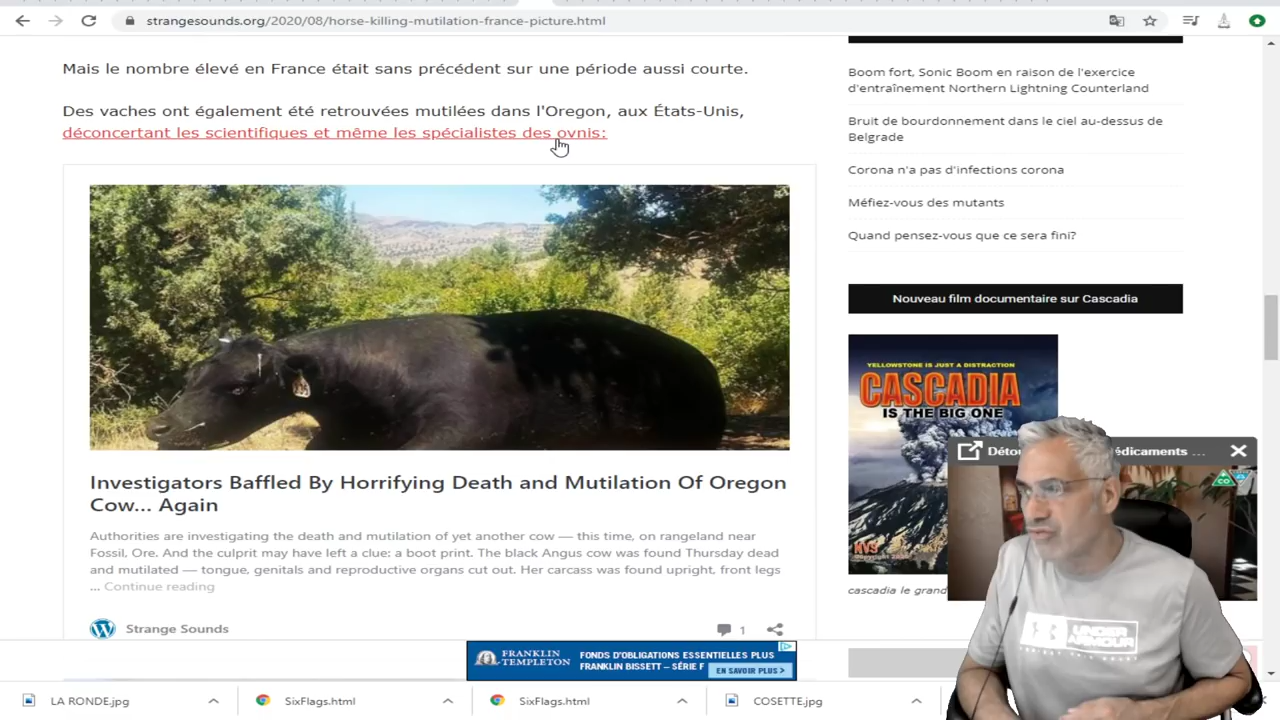 strangesounds.org/2020/08/horse-killing-mutilation-france-picture.html
Mais le nombre élevé en France était sans précédent sur une période aussi courte.
Des vaches ont également été retrouvées mutilées dans l'Oregon, aux États-Unis,
déconcertant les scientifiques et même les spécialistes des ovnis:
Investigators Baffled By Horrifying Death and Mutilation Of Oregon
Cow... Again
Authorities are investigating the death and mutilation of yet another cow — this time, on rangeland near
Fossil, Ore. And the culprit may have left a clue: a boot print. The black Angus cow was found Thursday dead
and mutilated — tongue, genitals and reproductive organs cut out. Her carcass was found upright, front legs
... Continue reading
Strange Sounds
1
Boom fort, Sonic Boom en raison de l'exercice
d'entraînement Northern Lightning Counterland
Bruit de bourdonnement dans le ciel au-dessus de
Belgrade
Corona n'a pas d'infections corona
Méfiez-vous des mutants
Quand pensez-vous que ce sera fini?
Nouveau film documentaire sur Cascadia
YELLOWSTONE IS JUST A DISTRACTION
CASCADIA
IS THE BIG ONE
cascadia le grand
édicaments ...
CO
UNDER
ARMOUR
FRANKLIN
TEMPLETON
FONDS D'OBLIGATIONS ESSENTIELLES PLUS
FRANKLIN BISSETT – SÉRIE F
EN SAVOIR PLUS >
LA RONDE.jpg
SixFlags.html
SixFlags.html
COSETTE.jpg